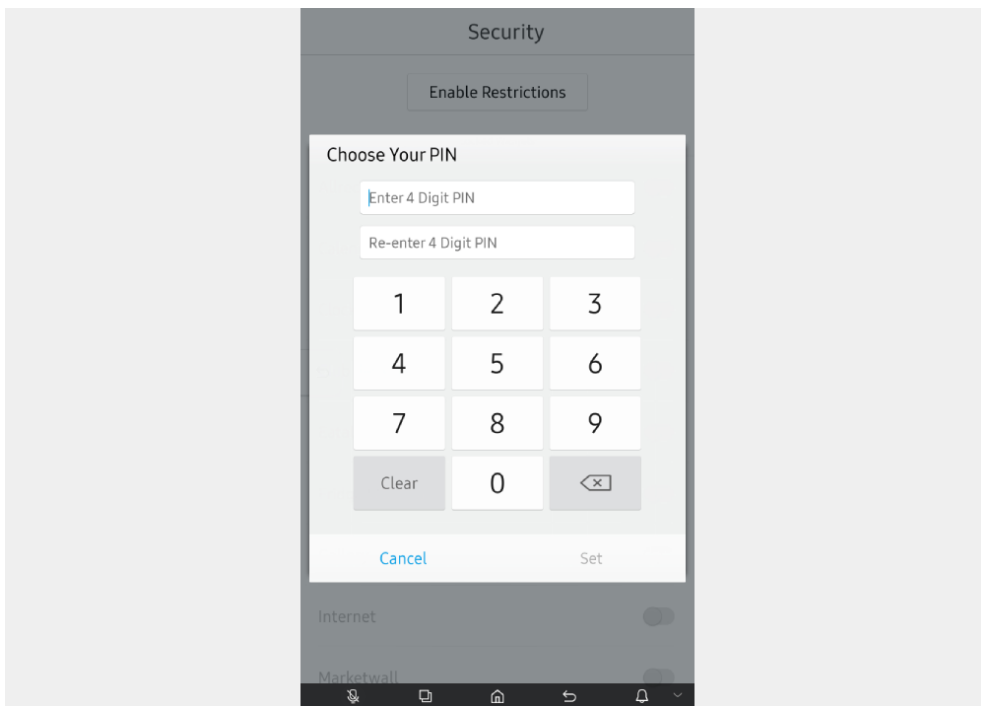 Security
Enable Restrictions
Choose Your PIN
Enter 4 Digit PIN
Re-enter 4 Digit PIN
1 2 3
4 5 6
7 8 9
Clear 0
Cancel Set
Internet
Marketwall